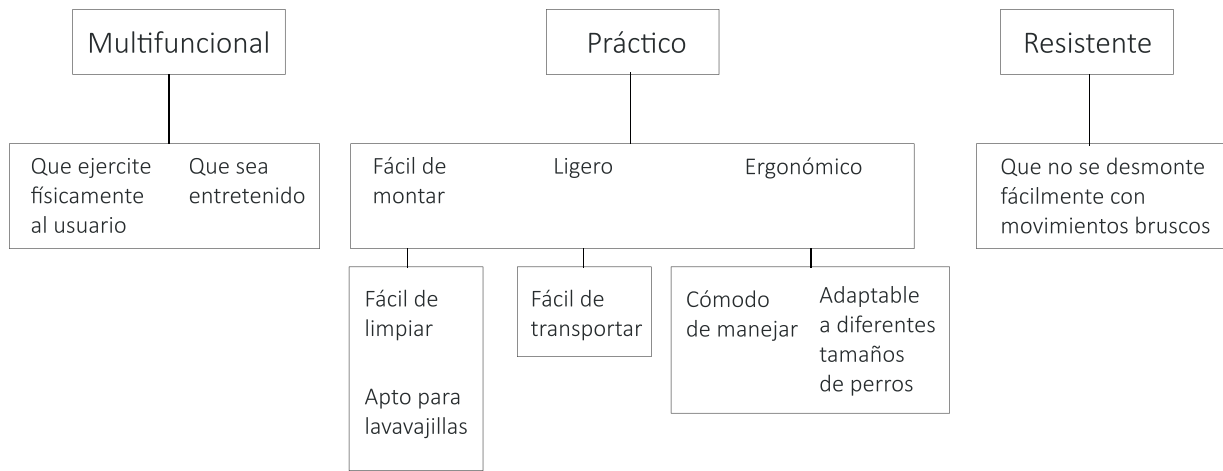 Multifuncional
Práctico
Resistente
Que ejercite
físicamente
al usuario
Que sea
entretenido
Fácil de
montar
Ligero
Ergonómico
Que no se desmonte
fácilmente con
movimientos bruscos
Fácil de
limpiar
Apto para
lavavajillas
Fácil de
transportar
Cómodo
de manejar
Adaptable
a diferentes
tamaños
de perros